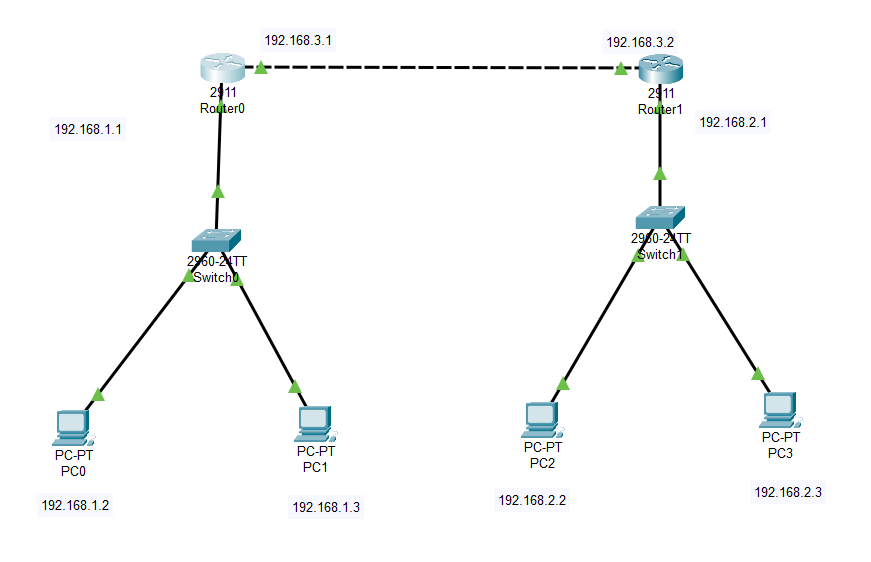 192.168.3.1
192.168.3.2
2911
Router0
2911
Router1
192.168.1.1
192.168.2.1
2960-24TT
Switch0
2960-24TT
Switch1
PC-PT
PC0
PC-PT
PC1
PC-PT
PC2
PC-PT
PC3
192.168.1.2
192.168.1.3
192.168.2.2
192.168.2.3